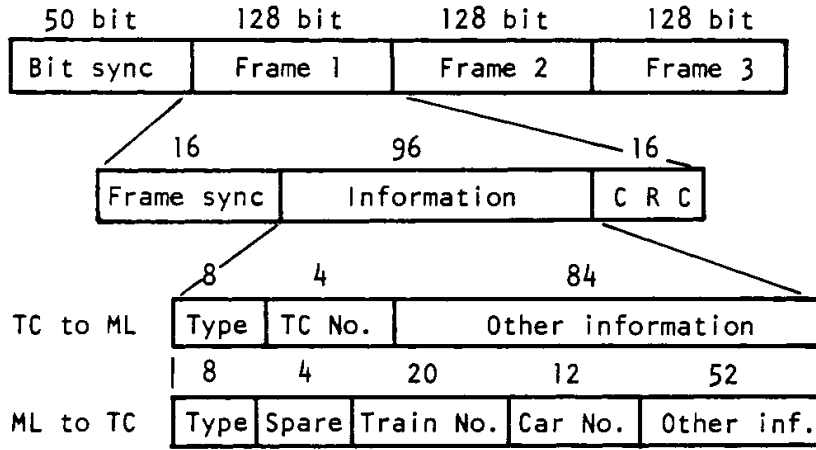 50 bit 128 bit 128 bit 128 bit
Bit sync Frame 1 Frame 2 Frame 3
16 96 16
Frame sync Information C R C
8 4 84
TC to ML Type TC No. Other information
8 4 20 12 52
ML to TC Type Spare Train No. Car No. Other inf.